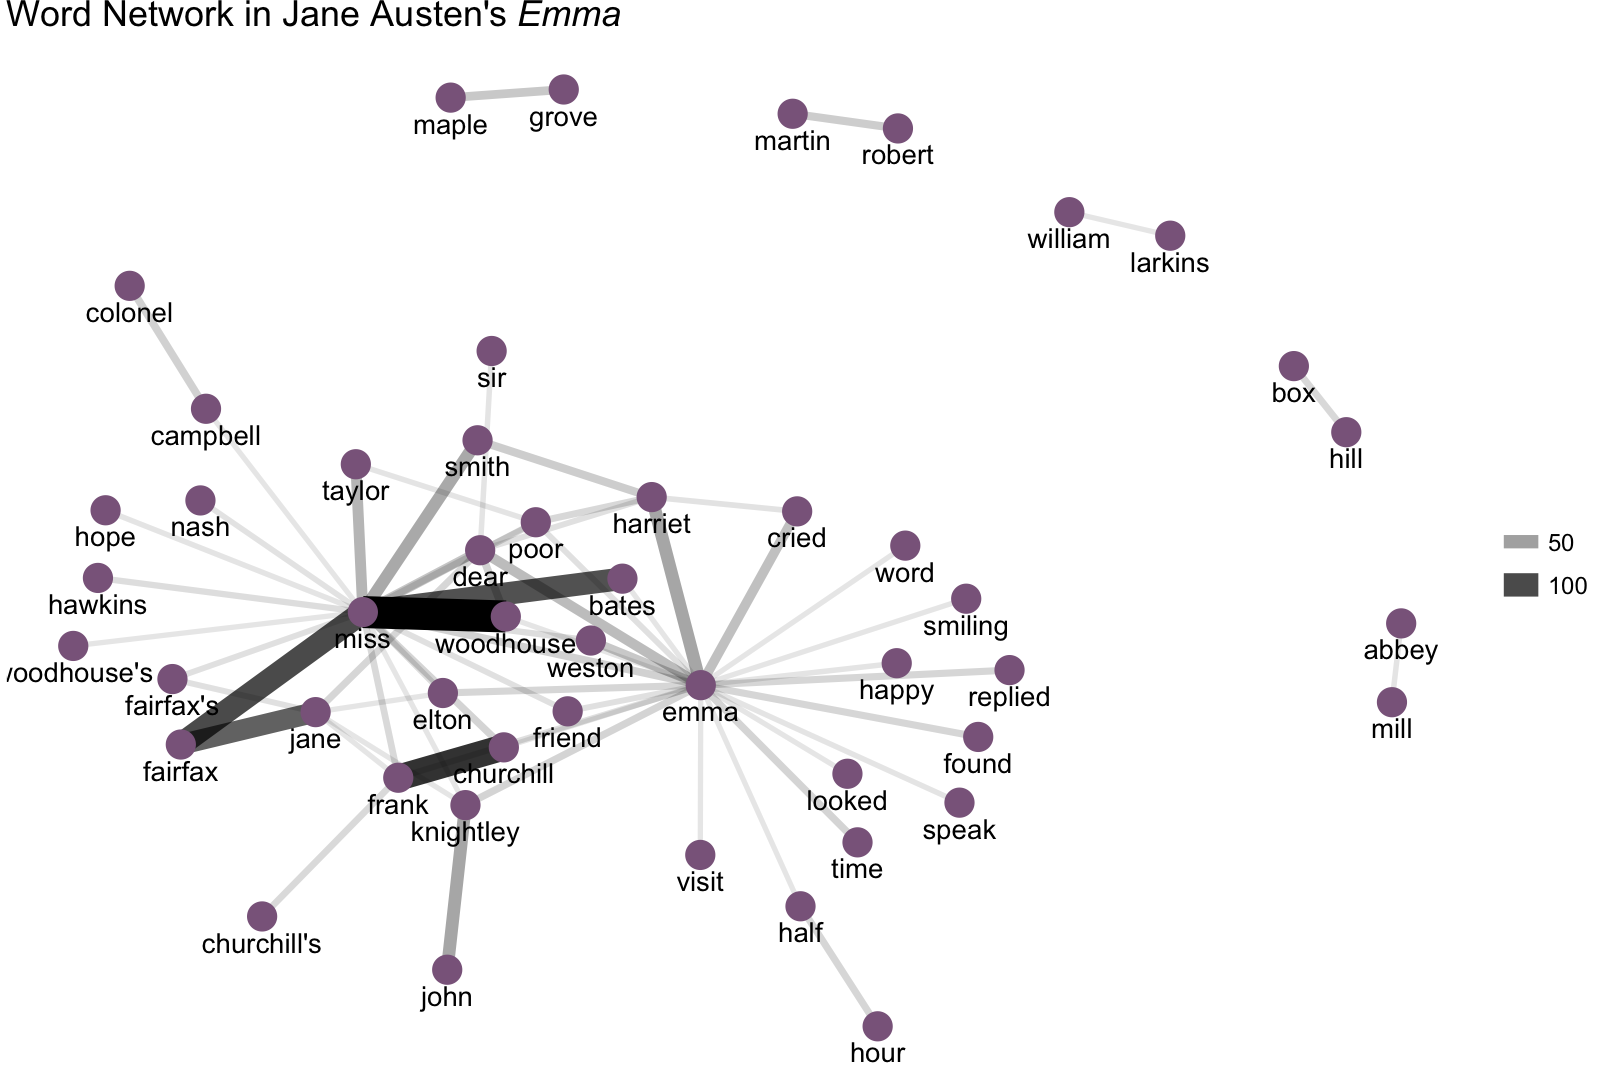 Word Network in Jane Austen's Emma
maple
grove
martin
robert
william
larkins
colonel
sir
box
campbell
smith
hill
taylor
harriet
nash
hope
poor
cried
word
50
dear
hawkins
bates
100
smiling
miss
woodhouse
abbey
woodhouse's
weston
happy
replied
fairfax's
emma
elton
mill
jane
friend
found
fairfax
churchill
frank
looked
knightley
speak
time
visit
half
churchill's
john
hour